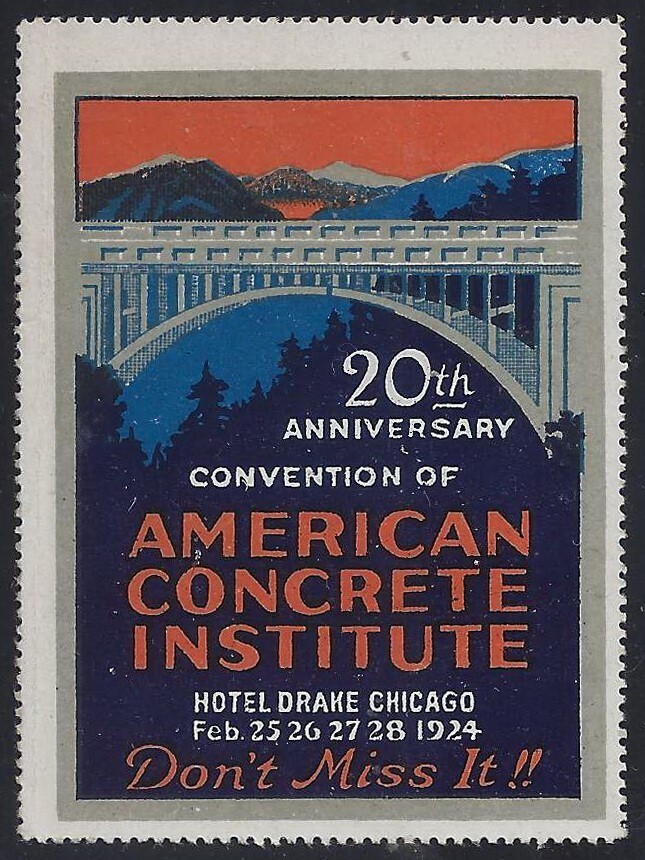 20th
ANNIVERSARY
CONVENTION OF
AMERICAN
CONCRETE
INSTITUTE
HOTEL DRAKE CHICAGO
Feb. 25 26 27 28 1924
Don't Miss It!!